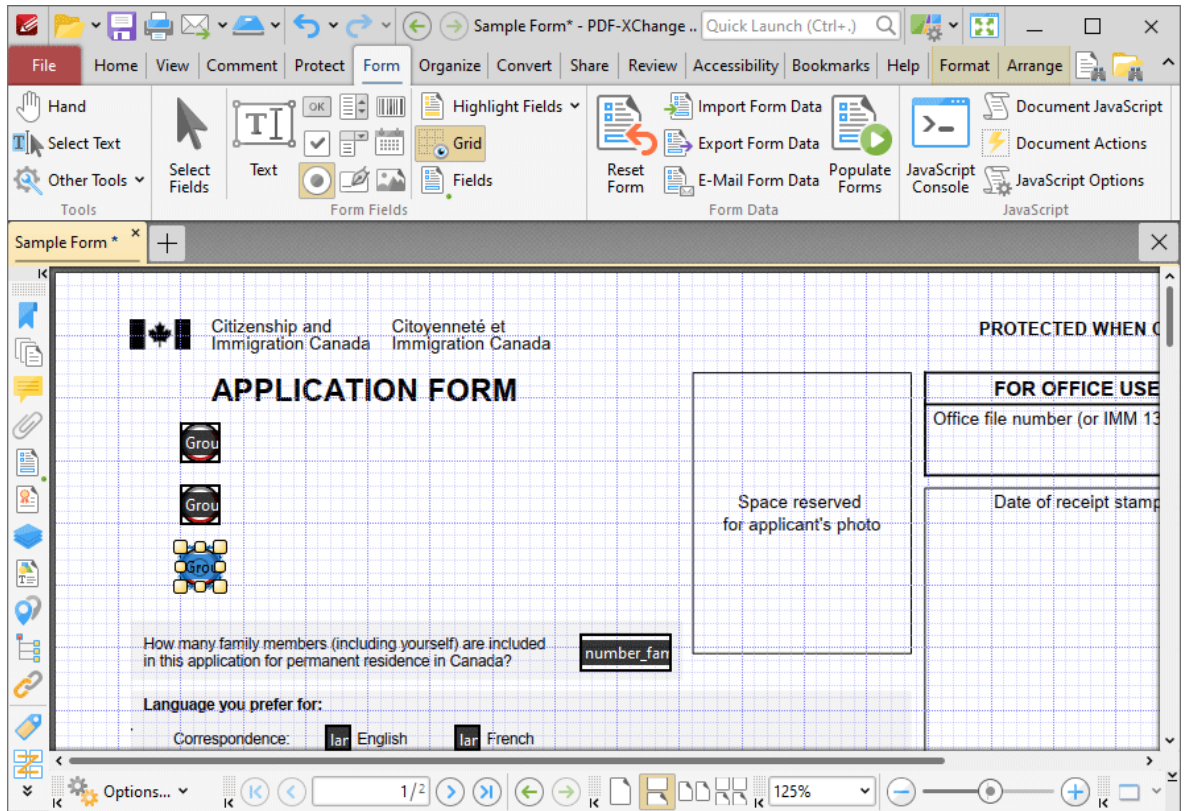 Sample Form* - PDF-XChange ..
Quick Launch (Ctrl+.)
File Home View Comment Protect Form Organize Convert Share Review Accessibility Bookmarks Help Format Arrange
Hand
Select Text
Other Tools
Tools
Select Fields
Text
OK
Highlight Fields
Grid
Fields
Form Fields
Reset Form
Import Form Data
Export Form Data
E-Mail Form Data
Populate Forms
Form Data
JavaScript Console
Document JavaScript
Document Actions
JavaScript Options
JavaScript
Sample Form *
Citizenship and
Immigration Canada
Citoyenneté et
Immigration Canada
PROTECTED WHEN
APPLICATION FORM
FOR OFFICE USE
Office file number (or IMM 13
Grou
Grou
Grou
Space reserved
for applicant's photo
Date of receipt stamp
How many family members (including yourself) are included
in this application for permanent residence in Canada?
number_fam
Language you prefer for:
Correspondence: lar English lar French
Options...
1/2
125%